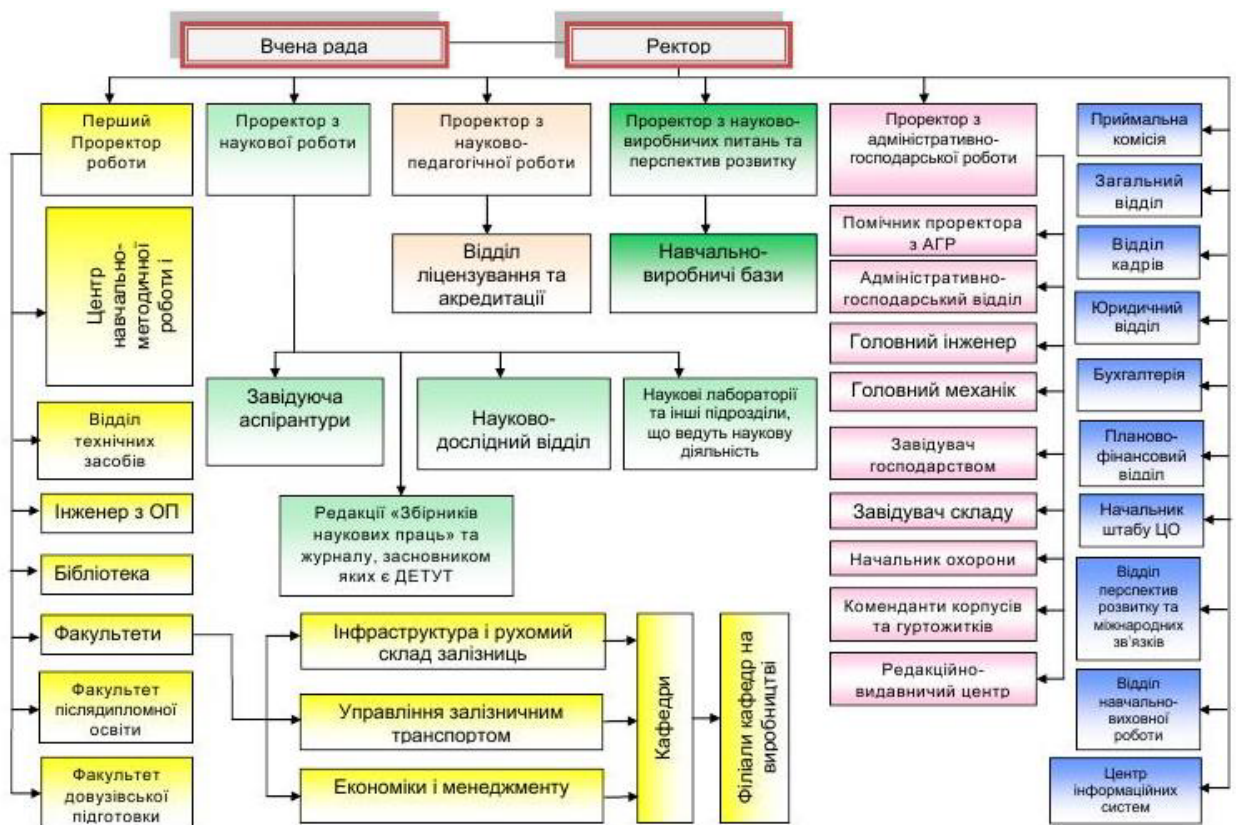 Вчена рада
Ректор
Перший
Проректор
роботи
Проректор з
наукової роботи
Проректор з
науково-
педагогічної роботи
Проректор з науково-
виробничих питань та
перспектив розвитку
Проректор з
адміністративно-
господарської роботи
Приймальна
комісія
Загальний
відділ
Відділ
кадрів
Юридичний
відділ
Бухгалтерія
Планово-
фінансовий
відділ
Начальник
штабу ЦО
Відділ
перспектив
розвитку та
міжнародних
зв’язків
Відділ
навчально-
виховної
роботи
Центр
інформаційних
систем
Центр
навчально-
методичної
роботи і
Відділ
ліцензування та
акредитації
Навчально-
виробничі бази
Помічник проректора
з АГР
Адміністративно-
господарський відділ
Головний інженер
Головний механік
Завідувач
господарством
Завідувач складу
Начальник охорони
Коменданти корпусів
та гуртожитків
Редакційно-
видавничий центр
Завідуюча
аспірантури
Науково-
дослідний відділ
Наукові лабораторії
та інші підрозділи,
що ведуть наукову
діяльність
Редакції «Збірників
наукових праць» та
журналу, засновником
яких є ДЕТУТ
Відділ
технічних
засобів
Інженер з ОП
Бібліотека
Факультети
Факультет
післядипломної
освіти
Факультет
довузівської
підготовки
Інфраструктура і рухомий
склад залізниць
Управління залізничним
транспортом
Економіки і менеджменту
Кафедри
Філіали кафедр на
виробництві